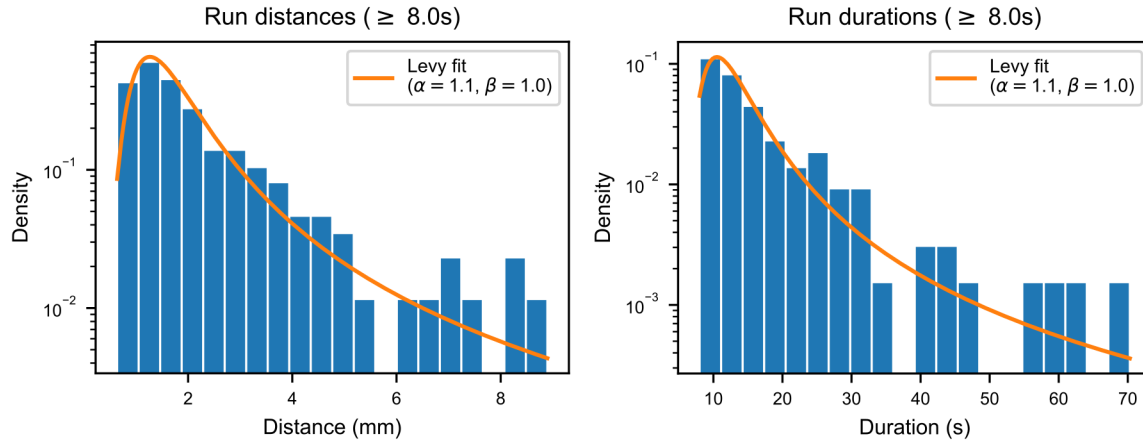 Run distances (≥ 8.0s)
Levy fit
(α = 1.1, β = 1.0)
Density
10⁻¹
10⁻²
2
4
6
8
Distance (mm)
Run durations (≥ 8.0s)
Levy fit
(α = 1.1, β = 1.0)
Density
10⁻¹
10⁻²
10⁻³
10
20
30
40
50
60
70
Duration (s)